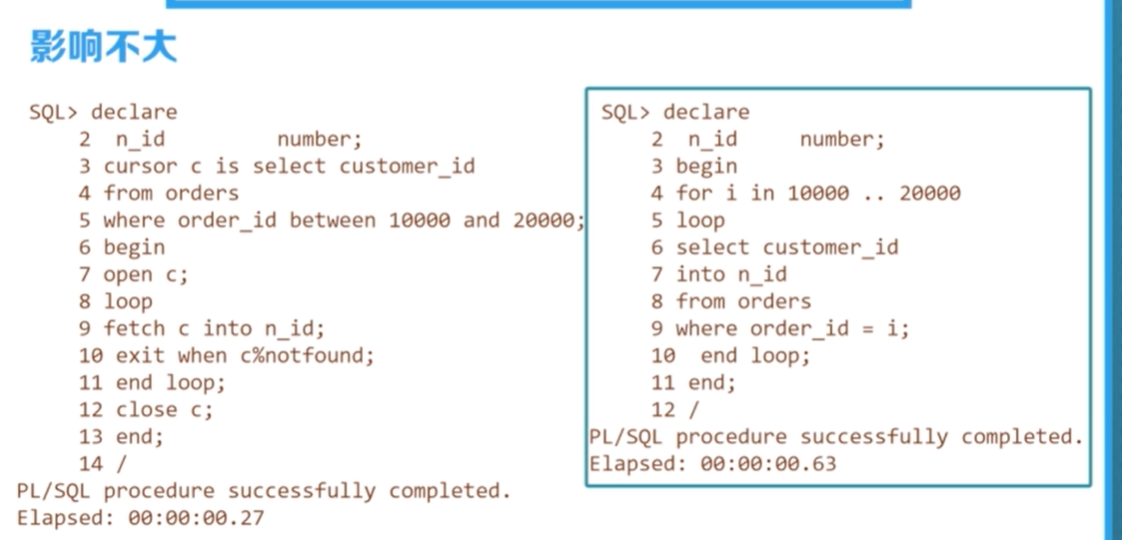 影响不大
SQL> declare
2 n_id number;
3 cursor c is select customer_id
4 from orders
5 where order_id between 10000 and 20000;
6 begin
7 open c;
8 loop
9 fetch c into n_id;
10 exit when c%notfound;
11 end loop;
12 close c;
13 end;
14 /
PL/SQL procedure successfully completed.
Elapsed: 00:00:00.27
SQL> declare
2 n_id number;
3 begin
4 for i in 10000 .. 20000
5 loop
6 select customer_id
7 into n_id
8 from orders
9 where order_id = i;
10 end loop;
11 end;
12 /
PL/SQL procedure successfully completed.
Elapsed: 00:00:00.63